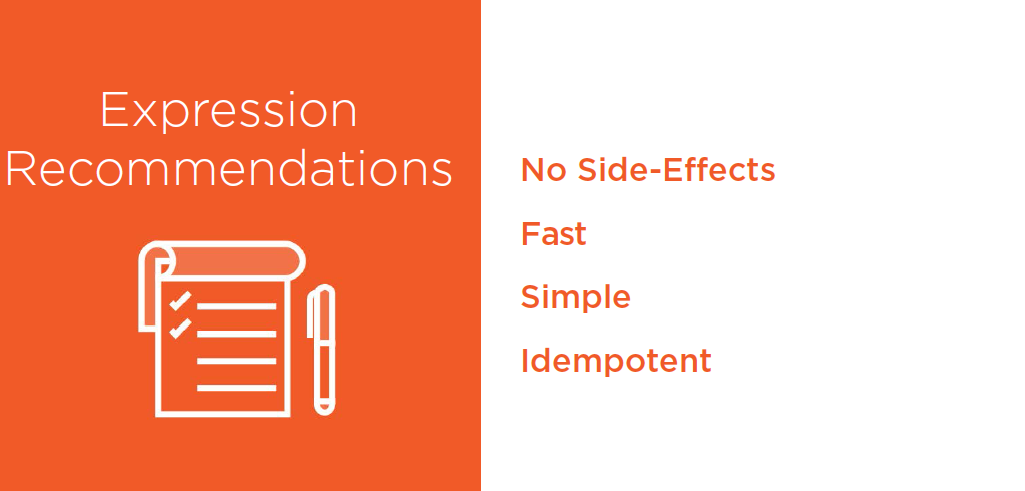 Expression
Recommendations
No Side-Effects
Fast
Simple
Idempotent